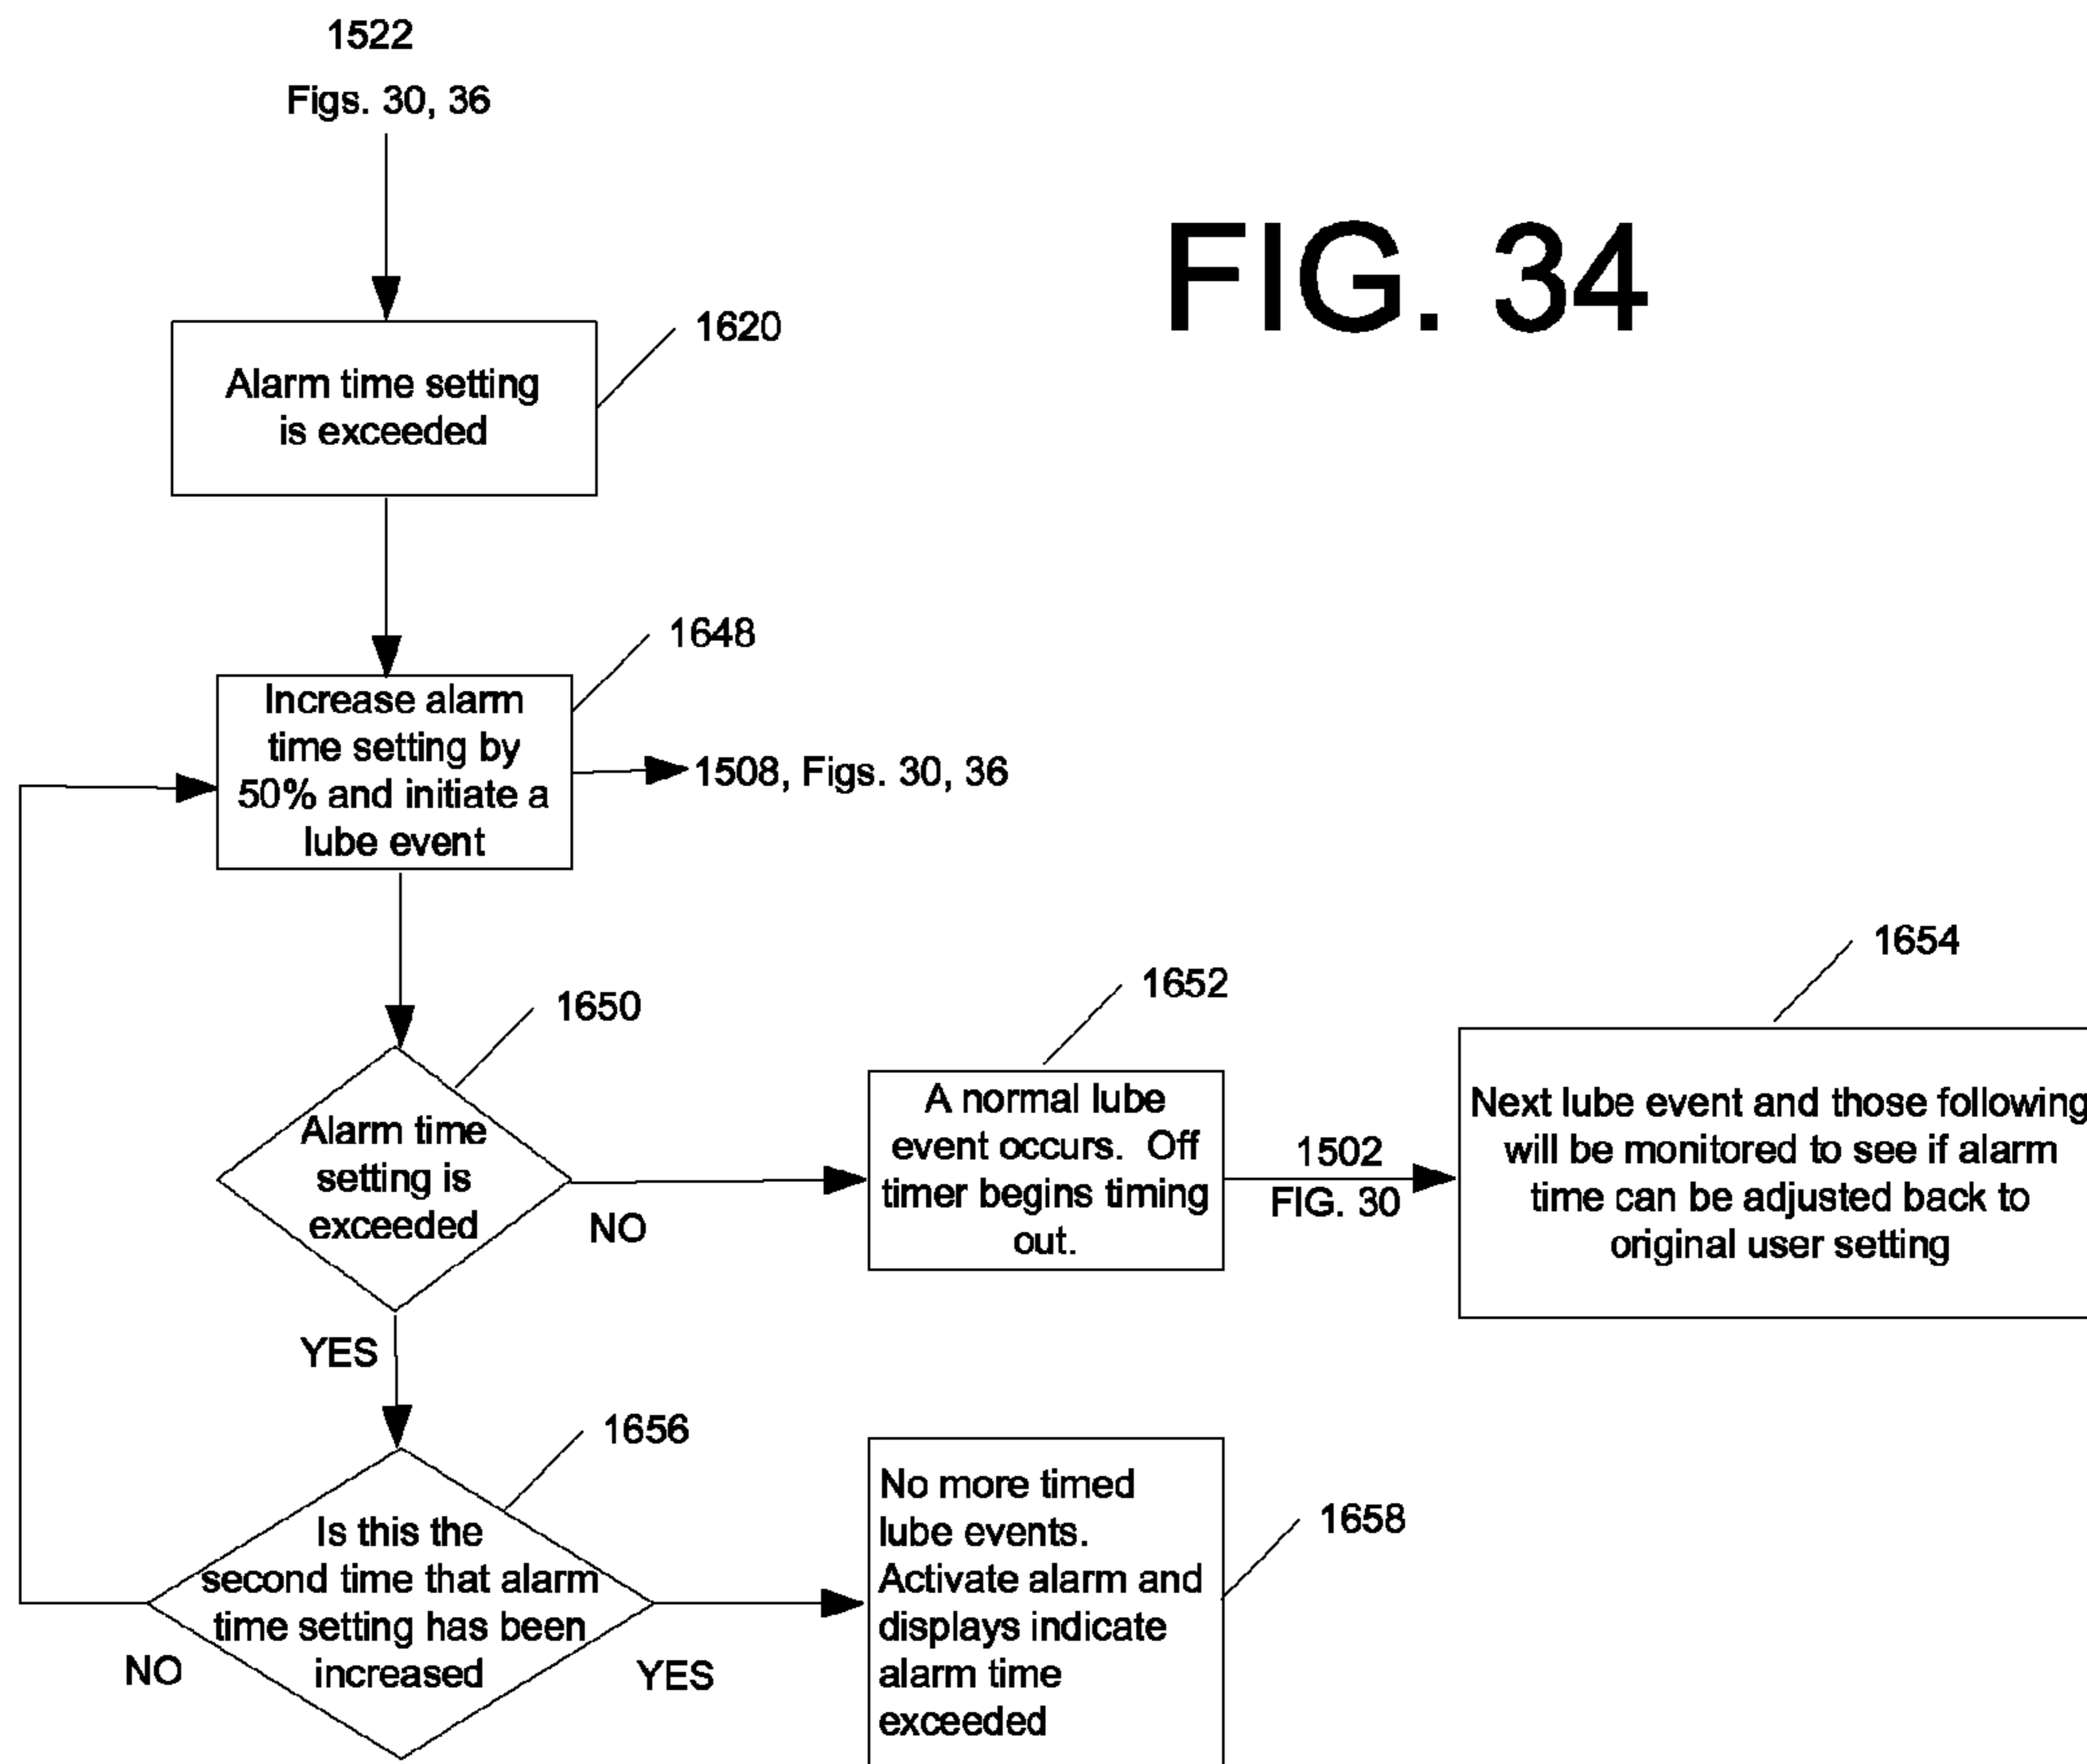 1522
Figs. 30, 36
FIG. 34
1620
Alarm time setting
is exceeded
1648
Increase alarm
time setting by
50% and initiate a
lube event
1508, Figs. 30, 36
1650
Alarm time
setting is
exceeded
NO
YES
1652
A normal lube
event occurs. Off
timer begins timing
out.
1502
FIG. 30
1654
Next lube event and those following
will be monitored to see if alarm
time can be adjusted back to
original user setting
1656
Is this the
second time that alarm
time setting has been
increased
NO
YES
1658
No more timed
lube events.
Activate alarm and
displays indicate
alarm time
exceeded